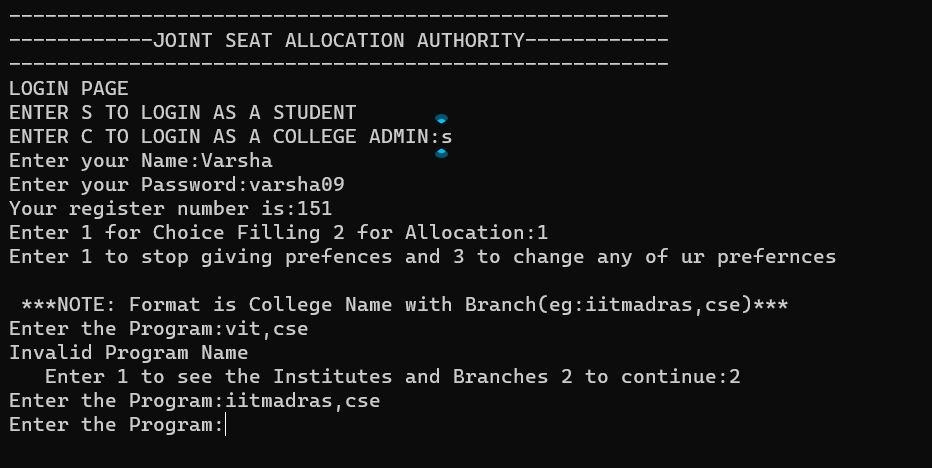 -------------------------------------------------------
------------JOINT SEAT ALLOCATION AUTHORITY------------
-------------------------------------------------------
LOGIN PAGE
ENTER S TO LOGIN AS A STUDENT
ENTER C TO LOGIN AS A COLLEGE ADMIN:s
Enter your Name:Varsha
Enter your Password:varsha09
Your register number is:151
Enter 1 for Choice Filling 2 for Allocation:1
Enter 1 to stop giving prefences and 3 to change any of ur prefernces
***NOTE: Format is College Name with Branch(eg:iitmadras,cse)***
Enter the Program:vit,cse
Invalid Program Name
Enter 1 to see the Institutes and Branches 2 to continue:2
Enter the Program:iitmadras,cse
Enter the Program: